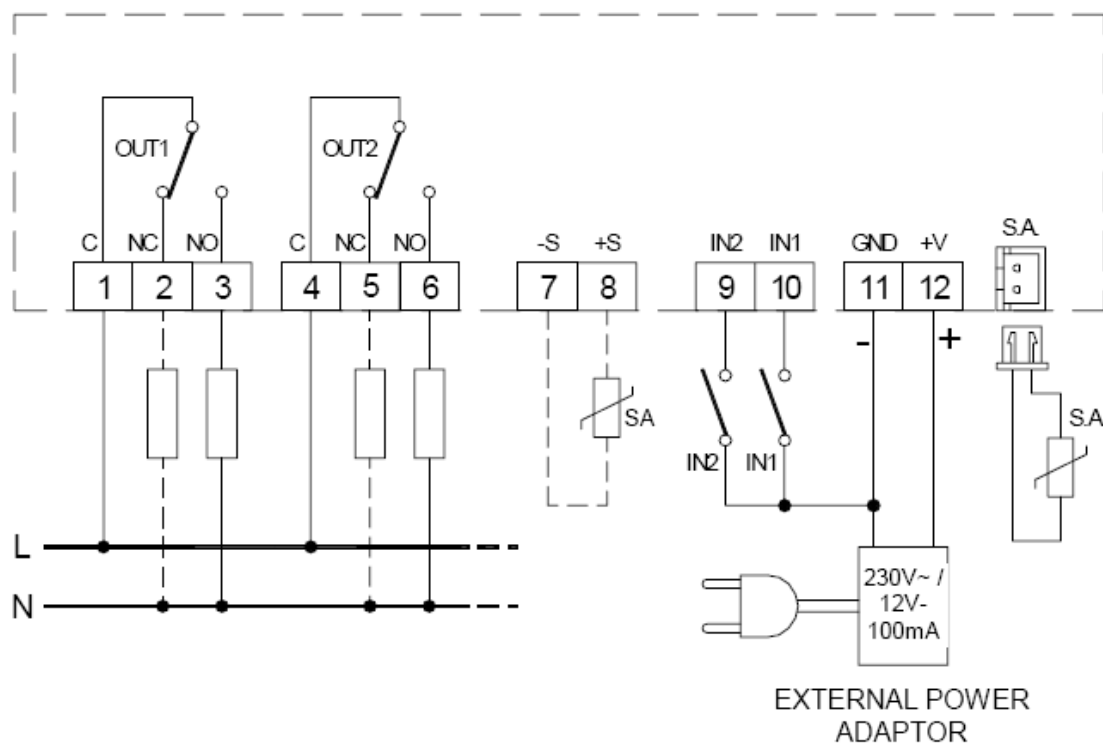 OUT1
OUT2
C NC NO C NC NO -S +S IN2 IN1 GND +V S.A.
1 2 3 4 5 6 7 8 9 10 11 12
- +
SA
S.A
IN2 IN1
L
N
230V~ /
12V-
100mA
EXTERNAL POWER
ADAPTOR